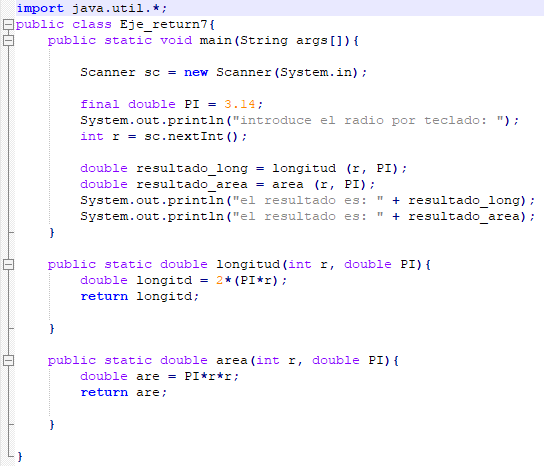 import java.util.*;
public class Eje_return7{
public static void main(String args[]){
Scanner sc = new Scanner(System.in);
final double PI = 3.14;
System.out.println("introduce el radio por teclado: ");
int r = sc.nextInt();
double resultado_long = longitud (r, PI);
double resultado_area = area (r, PI);
System.out.println("el resultado es: " + resultado_long);
System.out.println("el resultado es: " + resultado_area);
}
public static double longitud(int r, double PI){
double longitd = 2*(PI*r);
return longitd;
}
public static double area(int r, double PI){
double are = PI*r*r;
return are;
}
}